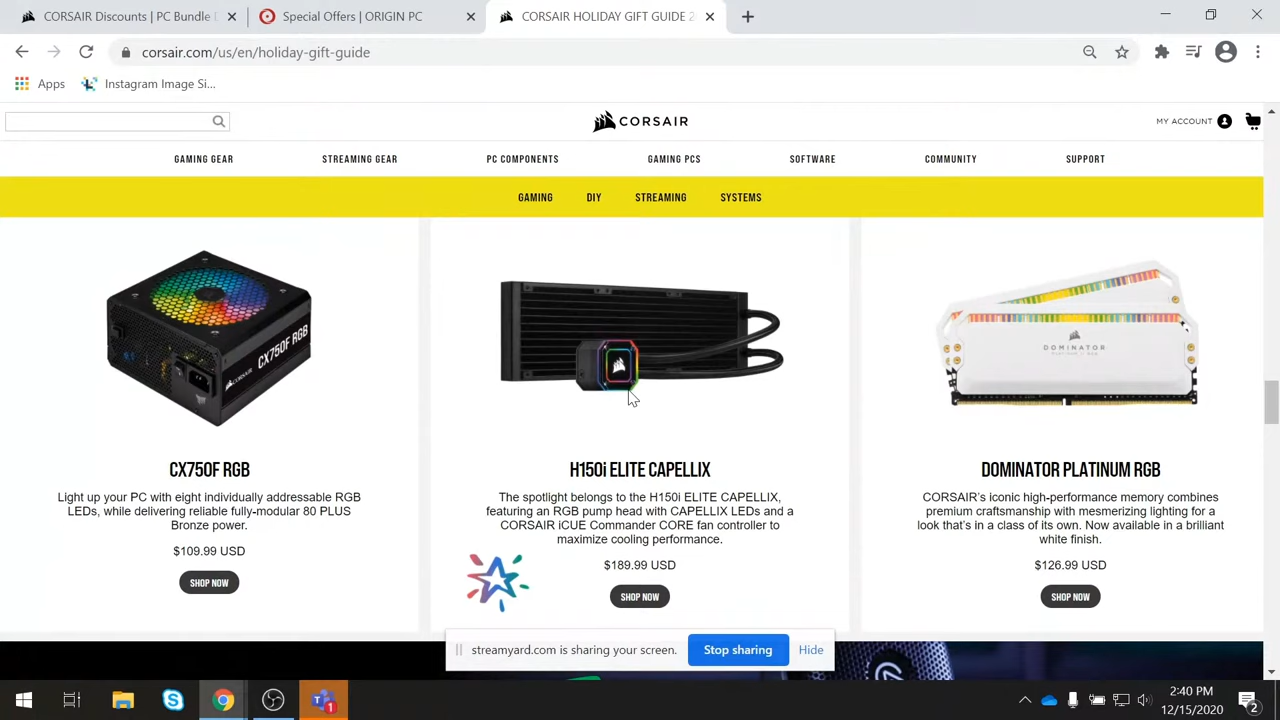 CORSAIR Discounts | PC Bundle
Special Offers | ORIGIN PC
CORSAIR HOLIDAY GIFT GUIDE 2
corsair.com/us/en/holiday-gift-guide
Apps
Instagram Image Si...
CORSAIR
MY ACCOUNT
GAMING GEAR
STREAMING GEAR
PC COMPONENTS
GAMING PCS
SOFTWARE
COMMUNITY
SUPPORT
GAMING
DIY
STREAMING
SYSTEMS
CX750F RGB
CORSAIR
DOMINATOR
CX750F RGB
Light up your PC with eight individually addressable RGB
LEDs, while delivering reliable fully-modular 80 PLUS
Bronze power.
$109.99 USD
SHOP NOW
H150i ELITE CAPELLIX
The spotlight belongs to the H150i ELITE CAPELLIX,
featuring an RGB pump head with CAPELLIX LEDs and a
CORSAIR iCUE Commander CORE fan controller to
maximize cooling performance.
$189.99 USD
SHOP NOW
DOMINATOR PLATINUM RGB
CORSAIR's iconic high-performance memory combines
premium craftsmanship with mesmerizing lighting for a
look that's in a class of its own. Now available in a brilliant
white finish.
$126.99 USD
SHOP NOW
streamyard.com is sharing your screen.
Stop sharing
Hide
1
2:40 PM
12/15/2020
2